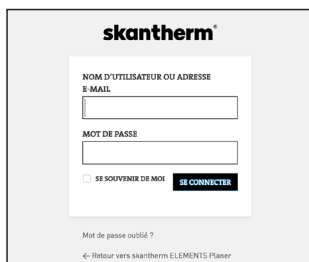 skantherm®
NOM D'UTILISATEUR OU ADRESSE
E-MAIL
MOT DE PASSE
SE SOUVENIR DE MOI
SE CONNECTER
Mot de passe oublié ?
← Retour vers skantherm ELEMENTS Planer